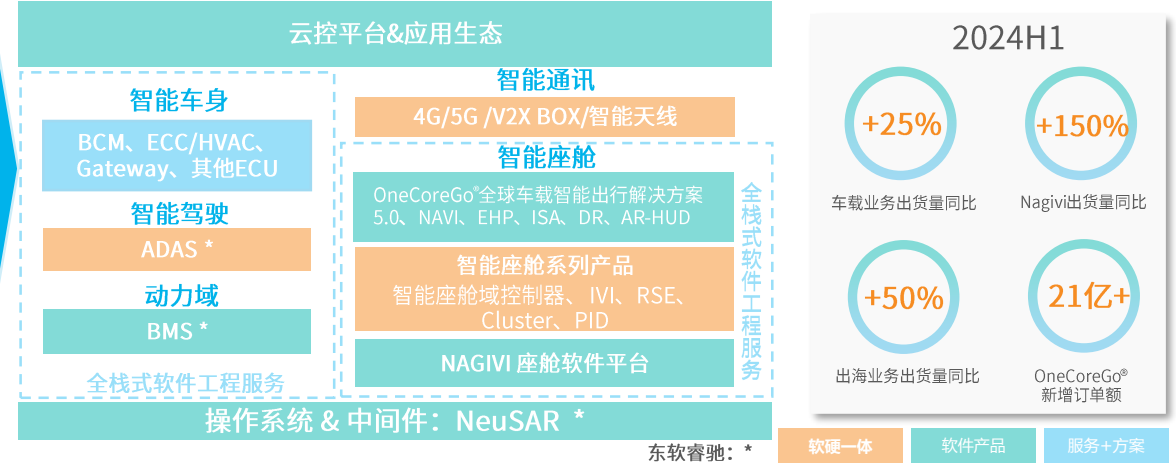 云控平台&应用生态
智能车身
BCM、ECC/HVAC、
Gateway、其他ECU
智能驾驶
ADAS *
动力域
BMS *
全栈式软件工程服务
智能通讯
4G/5G /V2X BOX/智能天线
智能座舱
OneCoreGo®全球车载智能出行解决方案
5.0、NAVI、EHP、ISA、DR、AR-HUD
智能座舱系列产品
智能座舱域控制器、 IVI、RSE、
Cluster、PID
NAGIVI 座舱软件平台
全栈式软件工程服务
操作系统 & 中间件：NeuSAR *
东软睿驰：*
2024H1
+25%
车载业务出货量同比
+150%
Nagivi出货量同比
+50%
出海业务出货量同比
21亿+
OneCoreGo®
新增订单额
软硬一体
软件产品
服务+方案